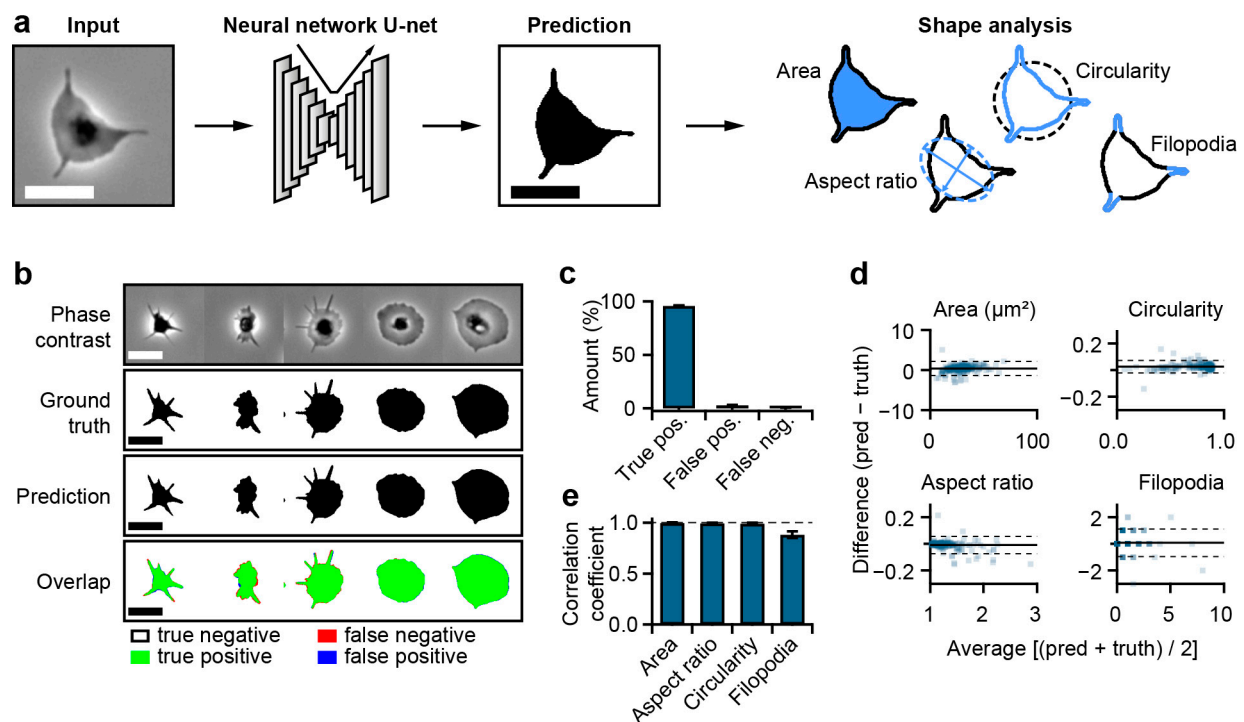 a
Input
Neural network U-net
Prediction
Shape analysis
Area
Circularity
Aspect ratio
Filopodia
b
Phase
contrast
Ground
truth
Prediction
Overlap
true negative
false negative
true positive
false positive
c
Amount (%)
100
50
0
True pos.
False pos.
False neg.
e
Correlation
coefficient
1.0
0.5
0.0
Area
Aspect ratio
Circularity
Filopodia
d
Difference (pred − truth)
Area (µm²)
10
5
0
−10
0
100
Circularity
0.2
0.0
−0.2
0.0
1.0
Aspect ratio
0.2
0.0
−0.2
1
2
3
Filopodia
2
0
−2
0
5
10
Average [(pred + truth) / 2]